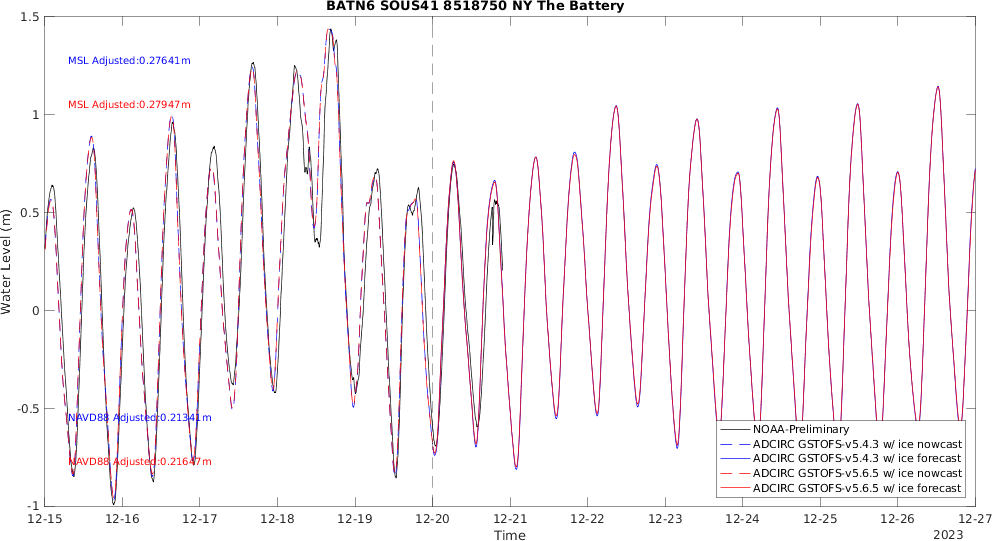 BATN6 SOUS41 8518750 NY The Battery
1.5
MSL Adjusted:0.27641m
MSL Adjusted:0.27947m
1
0.5
Water Level (m)
0
-0.5
NAVD88 Adjusted:0.21341m
NAVD88 Adjusted:0.21647m
-1
NOAA-Preliminary
ADCIRC GSTOFS-v5.4.3 w/ ice nowcast
ADCIRC GSTOFS-v5.4.3 w/ ice forecast
ADCIRC GSTOFS-v5.6.5 w/ ice nowcast
ADCIRC GSTOFS-v5.6.5 w/ ice forecast
12-15 12-16 12-17 12-18 12-19 12-20 12-21 12-22 12-23 12-24 12-25 12-26 12-27
Time
2023